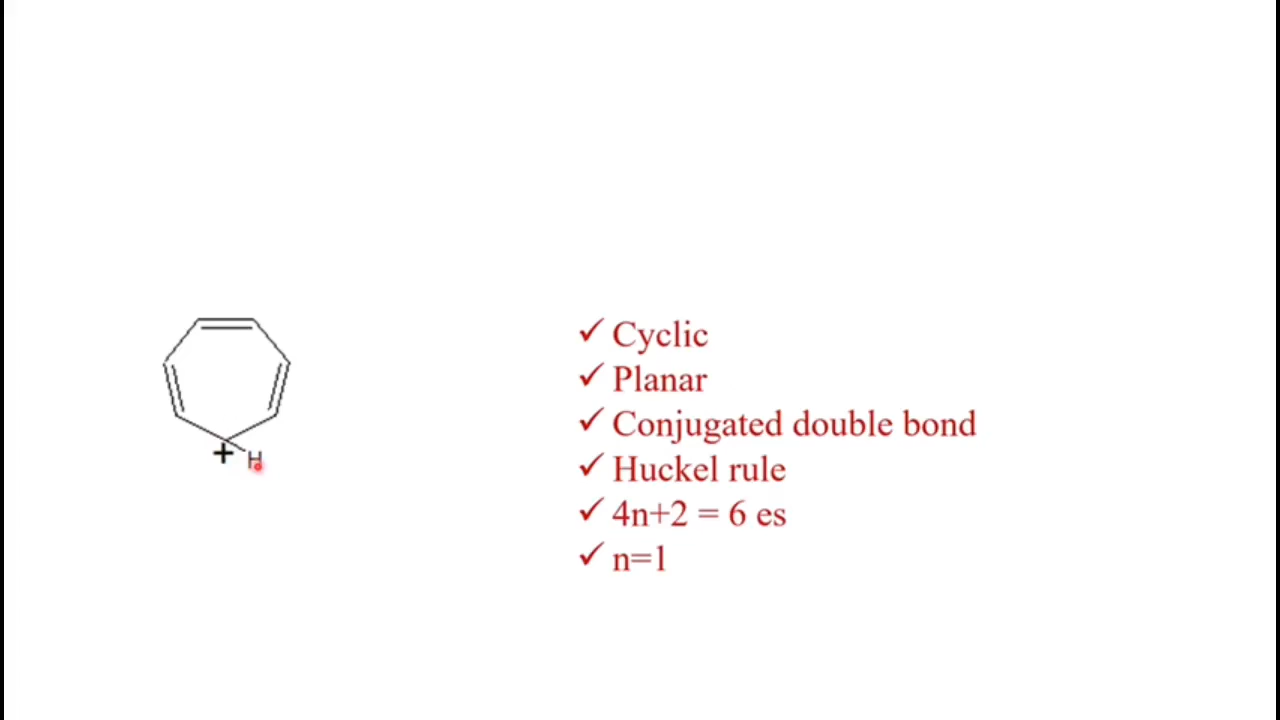 + H
✓ Cyclic
✓ Planar
✓ Conjugated double bond
✓ Huckel rule
✓ 4n+2 = 6 es
✓ n=1